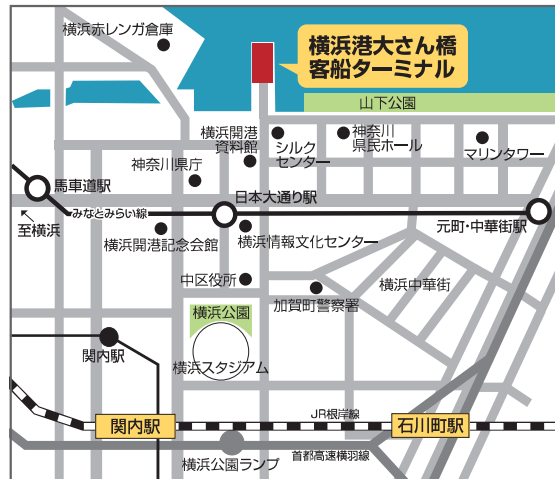 横浜赤レンガ倉庫
横浜港大さん橋
客船ターミナル
山下公園
横浜開港
資料館
シルク
センター
神奈川
県民ホール
マリンタワー
神奈川県庁
馬車道駅
日本大通り駅
みなとみらい線
至横浜
元町・中華街駅
横浜開港記念会館
横浜情報文化センター
中区役所
横浜中華街
加賀町警察署
横浜公園
関内駅
横浜スタジアム
JR根岸線
関内駅
石川町駅
首都高速横羽線
横浜公園ランプ